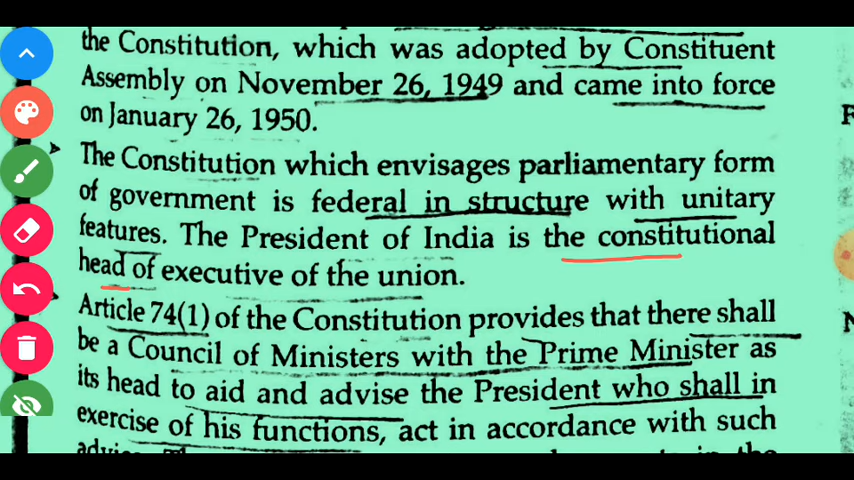 the Constitution, which was adopted by Constituent
Assembly on November 26, 1949 and came into force
on January 26, 1950.
The Constitution which envisages parliamentary form
of government is federal in structure with unitary
features. The President of India is the constitutional
head of executive of the union.
Article 74(1) of the Constitution provides that there shall
be a Council of Ministers with the Prime Minister as
its head to aid and advise the President who shall in
exercise of his functions, act in accordance with such